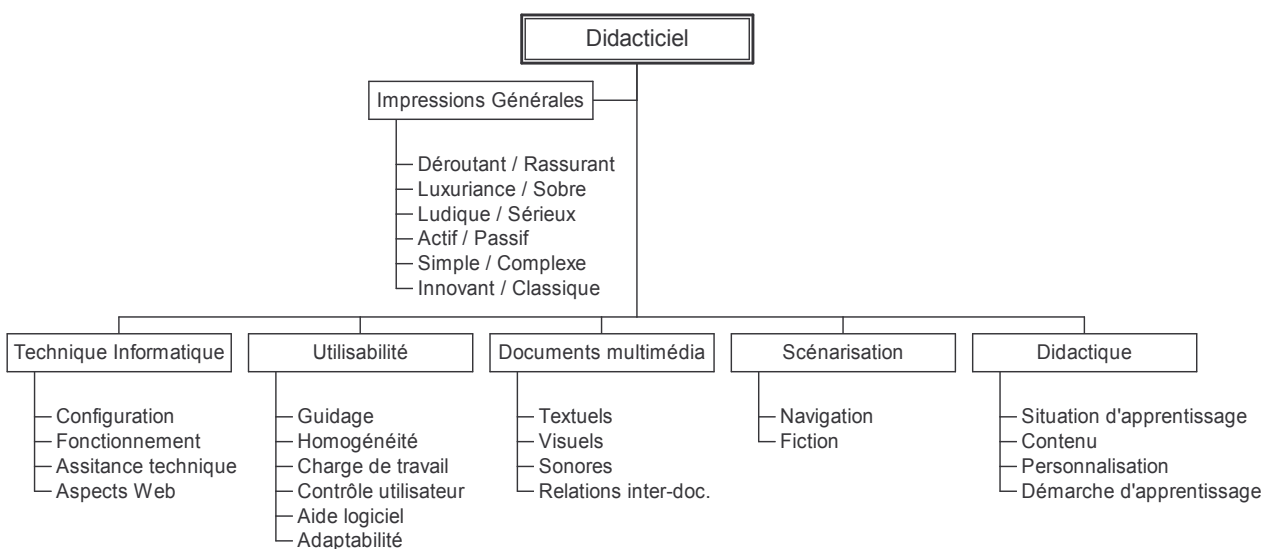 Didacticiel
Impressions Générales
Déroutant / Rassurant
Luxuriance / Sobre
Ludique / Sérieux
Actif / Passif
Simple / Complexe
Innovant / Classique
Technique Informatique
Configuration
Fonctionnement
Assitance technique
Aspects Web
Utilisabilité
Guidage
Homogénéité
Charge de travail
Contrôle utilisateur
Aide logiciel
Adaptabilité
Documents multimédia
Textuels
Visuels
Sonores
Relations inter-doc.
Scénarisation
Navigation
Fiction
Didactique
Situation d'apprentissage
Contenu
Personnalisation
Démarche d'apprentissage